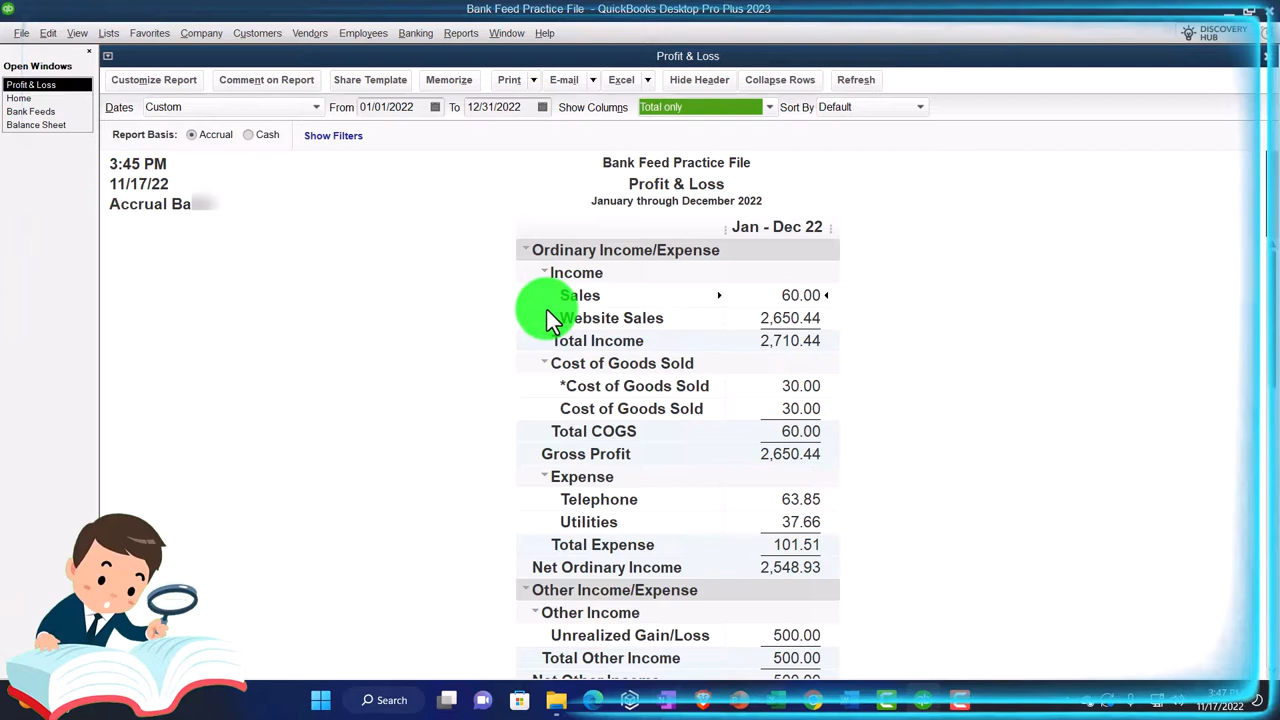 Bank Feed Practice File - QuickBooks Desktop Pro Plus 2023
File Edit View Lists Favorites Company Customers Vendors Employees Banking Reports Window Help
DISCOVERY HUB
Open Windows
Profit & Loss
Home
Bank Feeds
Balance Sheet
Profit & Loss
Customize Report Comment on Report Share Template Memorize Print E-mail Excel Hide Header Collapse Rows Refresh
Dates Custom From 01/01/2022 To 12/31/2022 Show Columns Total only Sort By Default
Report Basis: Accrual Cash Show Filters
3:45 PM
11/17/22
Accrual Ba
Bank Feed Practice File
Profit & Loss
January through December 2022
Jan - Dec 22
Ordinary Income/Expense
Income
Sales 60.00
Website Sales 2,650.44
Total Income 2,710.44
Cost of Goods Sold
*Cost of Goods Sold 30.00
Cost of Goods Sold 30.00
Total COGS 60.00
Gross Profit 2,650.44
Expense
Telephone 63.85
Utilities 37.66
Total Expense 101.51
Net Ordinary Income 2,548.93
Other Income/Expense
Other Income
Unrealized Gain/Loss 500.00
Total Other Income 500.00
Search
3:47 PM
11/17/2022